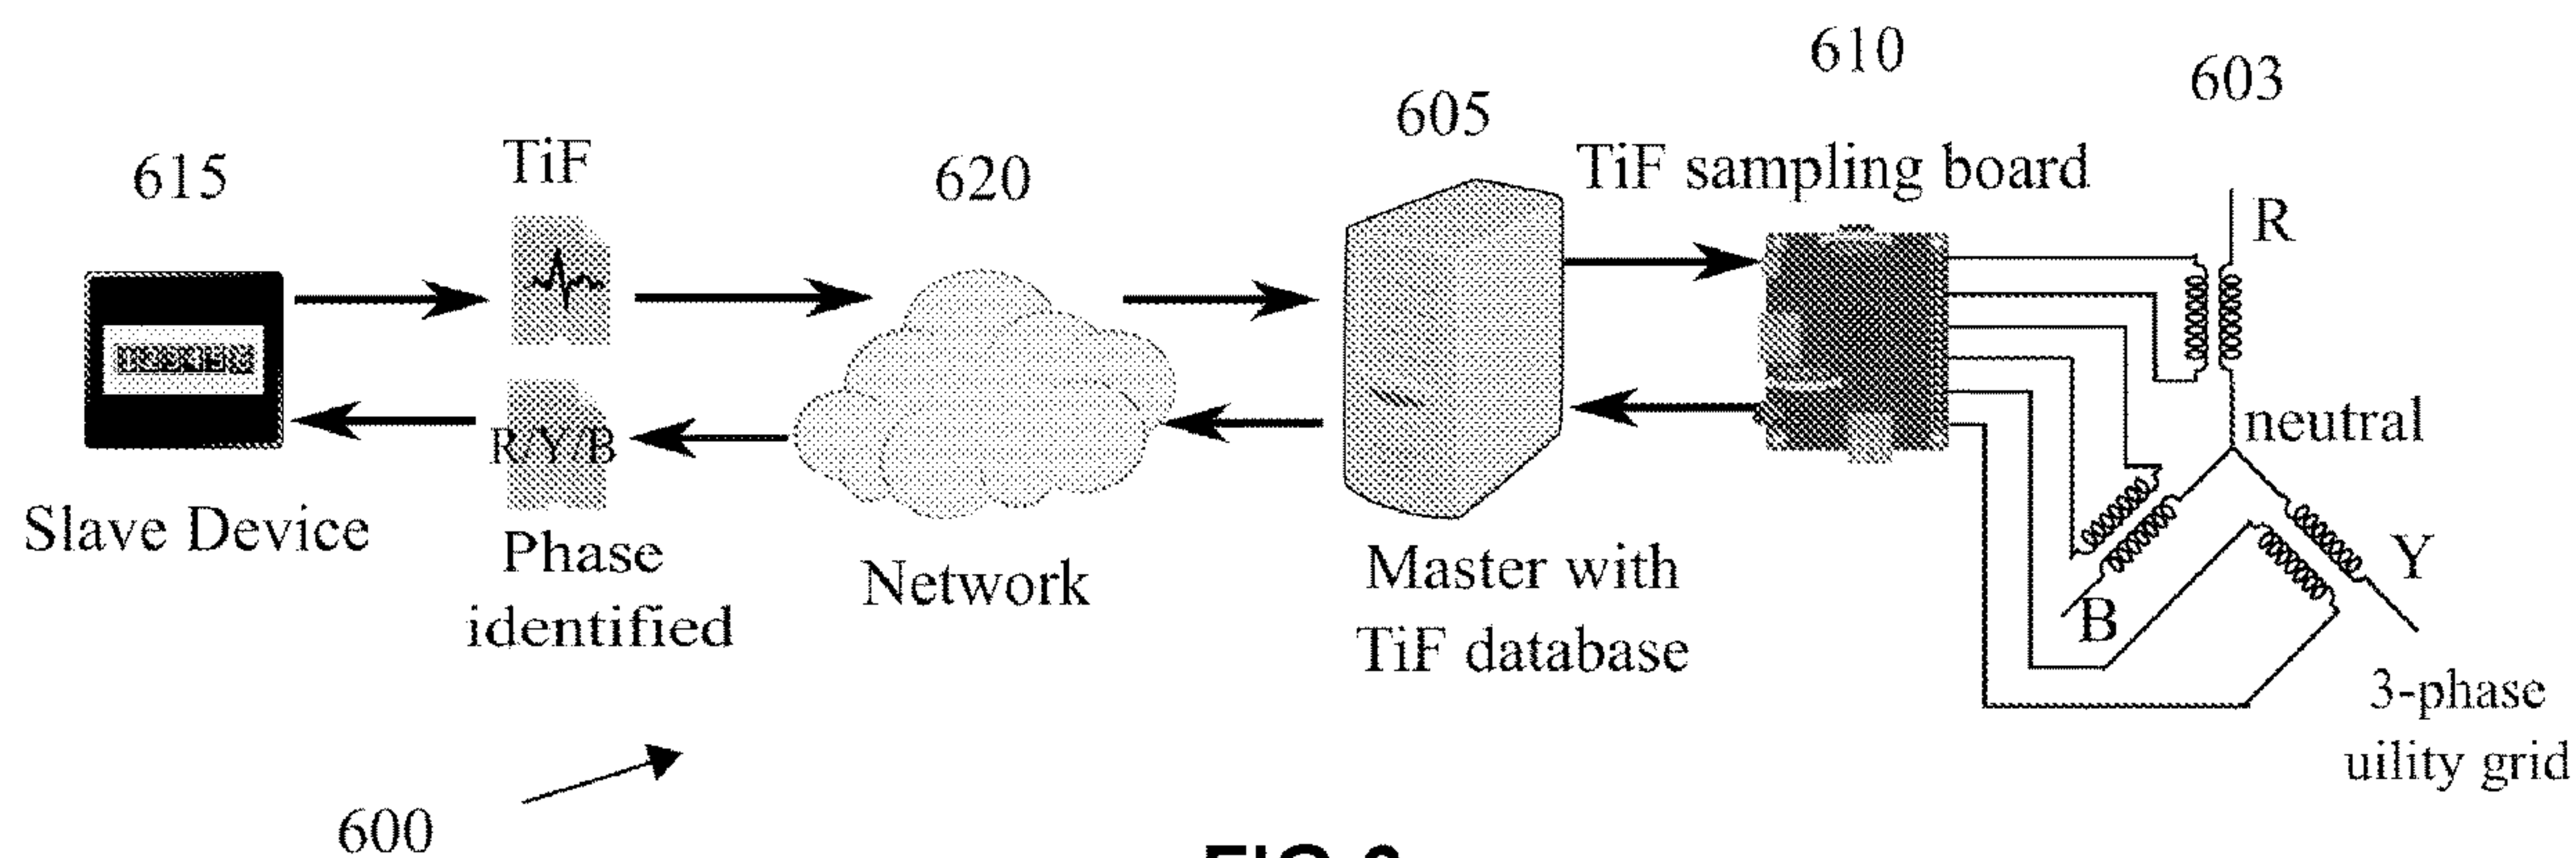 610
603
605
615
TiF
620
TiF sampling board
R
neutral
R/Y/B
Slave Device
Phase
identified
Network
Master with
TiF database
B
Y
3-phase
uility grid
600